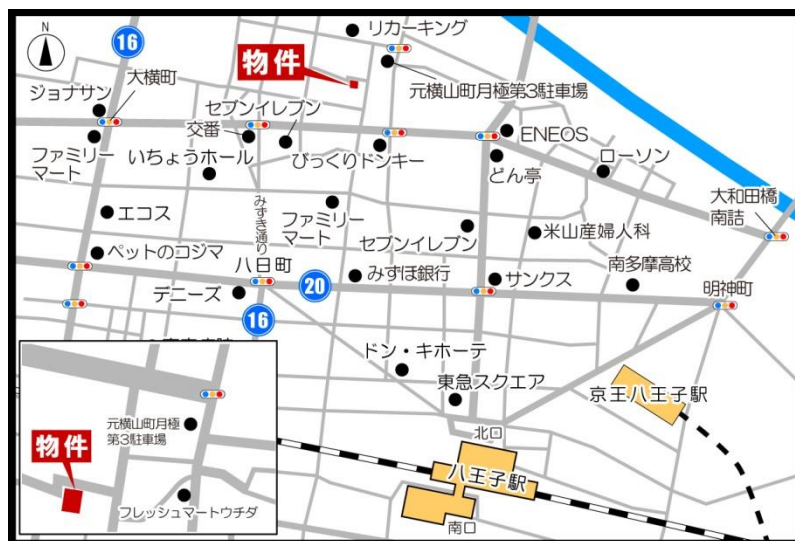 N
16
リカーキング
物件
大横町
ジョナサン
元横山町月極第3駐車場
セブンイレブン
交番
ENEOS
ファミリー
マート
いちょうホール
びっくりドンキー
どん亭
ローソン
大和田橋
南詰
エコス
みずき通り
ファミリー
マート
セブンイレブン
米山産婦人科
ペットのコジマ
八日町
みずほ銀行
サンクス
南多摩高校
デニーズ
20
明神町
16
ドン・キホーテ
東急スクエア
京王八王子駅
北口
八王子駅
南口
元横山町月極
第3駐車場
物件
フレッシュマートウチダ